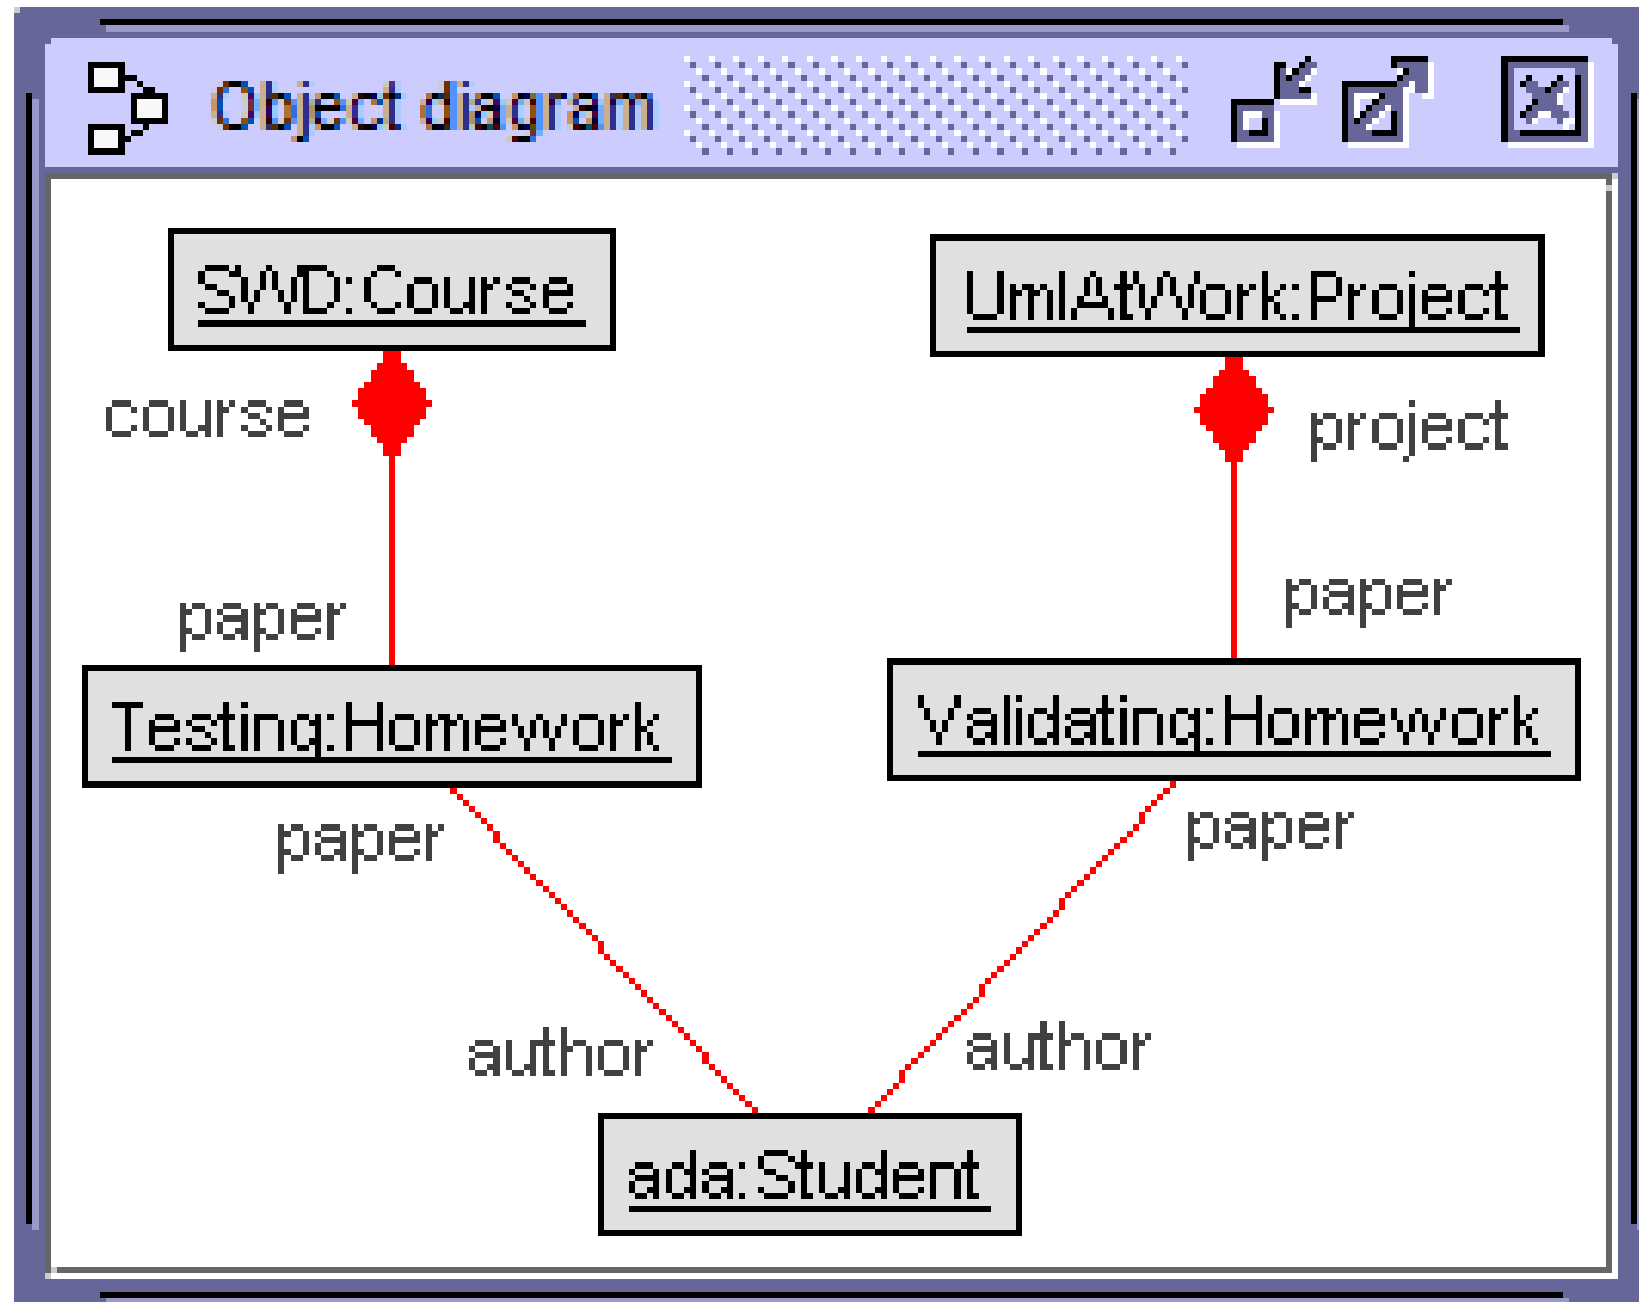 Object diagram
SWD:Course
UmlAtWork:Project
course
project
paper
paper
Testing:Homework
Validating:Homework
paper
paper
author
author
ada:Student